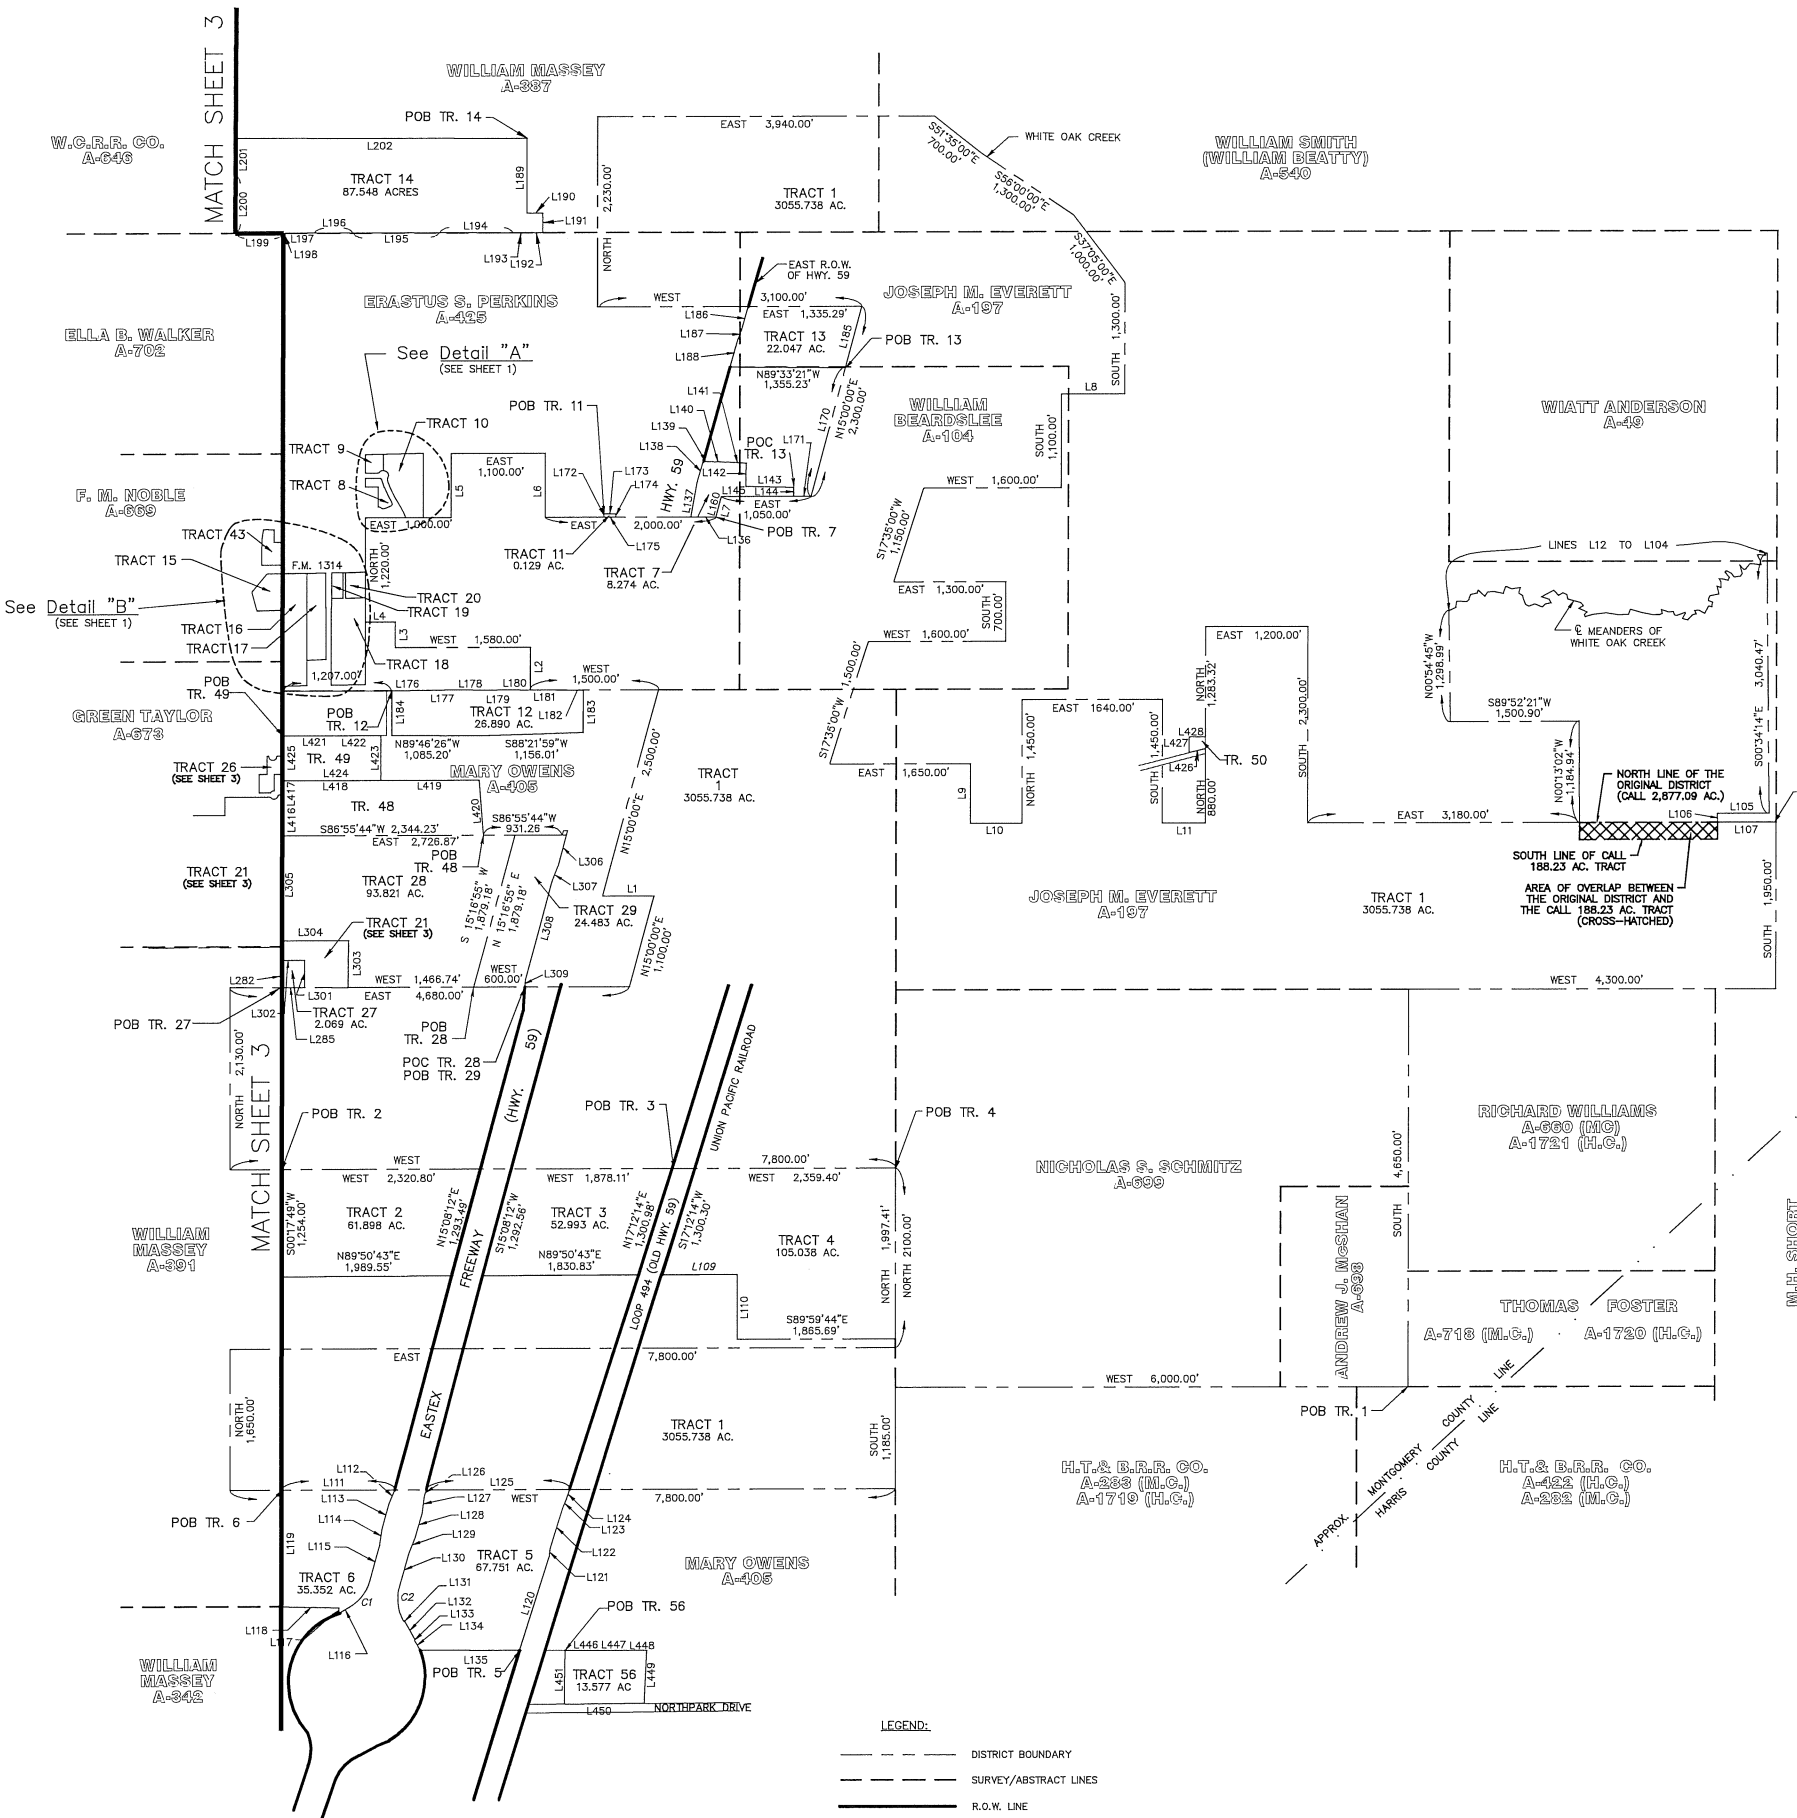 MATCH SHEET 3
WILLIAM MASSEY
A-387
POB TR. 14
W.C.R.R. CO.
A-646
L201
L200
L202
L189
TRACT 14
87.548 ACRES
L190
L191
L199
L197
L198
L196
L195
L194
L193
L192
EAST 3,940.00'
NORTH 2,230.00'
TRACT 1
3055.738 AC.
S51°35'00"E
700.00'
WHITE OAK CREEK
S56°00'00"E
1,300.00'
S37°05'00"E
1,000.00'
WILLIAM SMITH
(WILLIAM BEATTY)
A-540
EAST R.O.W.
OF HWY. 59
WEST 3,100.00'
EAST 1,335.29'
ERASTUS S. PERKINS
A-425
JOSEPH M. EVERETT
A-197
ELLA B. WALKER
A-702
L186
L187
L188
TRACT 13
22.047 AC.
L185
POB TR. 13
N89°33'21"W
1,355.23'
SOUTH 1,300.00'
L8
See Detail "A"
(SEE SHEET 1)
L141
L140
L139
L138
POB TR. 11
WILLIAM
BEARDSLEE
A-104
WIATT ANDERSON
A-49
N15°00'00"E
2,300.00'
L170
L171
POC
TR. 13
TRACT 10
TRACT 9
TRACT 8
EAST
1,100.00'
L5
L6
L172
L173
L174
L175
HWY. 59
L142
L143
L144
L145
EAST
1,050.00'
SOUTH
1,100.00'
WEST 1,600.00'
F. M. NOBLE
A-669
EAST 1,000.00'
EAST 2,000.00'
L137
L160
L7
L136
POB TR. 7
TRACT 43
TRACT 15
F.M. 1314
NORTH
1,220.00'
TRACT 11
0.129 AC.
TRACT 7
8.274 AC.
S17°35'00"W
1,150.00'
EAST 1,300.00'
LINES L12 TO L104
See Detail "B"
(SEE SHEET 1)
TRACT 20
TRACT 19
TRACT 16
TRACT 17
TRACT 18
L4
L3
WEST 1,580.00'
L2
SOUTH
700.00'
WEST 1,600.00'
℄ MEANDERS OF
WHITE OAK CREEK
EAST 1,200.00'
1,207.00'
POB
TR. 49
WEST
1,500.00'
L176
L178
L180
L177
L179
L181
L182
L183
L184
POB
TR. 12
TRACT 12
26.890 AC.
S17°35'00"W 1,500.00'
NORTH
1,283.32'
N00°54'45"W
1,298.99'
S00°34'14"E 3,040.47'
S89°52'21"W
1,500.90'
GREEN TAYLOR
A-673
L421
L422
L423
L425
TR. 49
L424
N89°46'26"W
1,085.20'
S88°21'59"W
1,156.01'
EAST 1640.00'
L428
L427
L426
TR. 50
SOUTH 2,300.00'
TRACT 26
(SEE SHEET 3)
MARY OWENS
A-405
TRACT
1
3055.738 AC.
EAST 1,650.00'
NORTH 1,450.00'
SOUTH 1,450.00'
NORTH
880.00'
N00°13'02"W
1,184.94'
L416
L417
L418
L419
L420
TR. 48
N15°00'00"E 2,500.00'
L9
L10
L11
EAST 3,180.00'
NORTH LINE OF THE
ORIGINAL DISTRICT
(CALL 2,877.09 AC.)
L105
L106
L107
S86°55'44"W 2,344.23'
EAST 2,726.87'
S86°55'44"W
931.26
POB
TR. 48
SOUTH LINE OF CALL
188.23 AC. TRACT
AREA OF OVERLAP BETWEEN
THE ORIGINAL DISTRICT AND
THE CALL 188.23 AC. TRACT
(CROSS-HATCHED)
TRACT 21
(SEE SHEET 3)
L305
TRACT 28
93.821 AC.
S 15°16'55" W
1,879.18'
N 15°16'55" E
1,879.18'
L306
L307
L308
L1
TRACT 29
24.483 AC.
JOSEPH M. EVERETT
A-197
TRACT 1
3055.738 AC.
SOUTH 1,950.00'
TRACT 21
(SEE SHEET 3)
L304
L303
N15°00'00"E
1,100.00'
L282
WEST 1,466.74'
WEST
600.00'
L309
EAST 4,680.00'
WEST 4,300.00'
L301
L302
L285
TRACT 27
2.069 AC.
POB TR. 27
POB
TR. 28
POC TR. 28
POB TR. 29
MATCH SHEET 3
NORTH 2,130.00'
(HWY. 59)
UNION PACIFIC RAILROAD
POB TR. 2
POB TR. 3
POB TR. 4
RICHARD WILLIAMS
A-660 (MC)
A-1721 (H.C.)
WEST 7,800.00'
WEST 2,320.80'
WEST 1,878.11'
WEST 2,359.40'
NICHOLAS S. SCHMITZ
A-699
SOUTH 4,650.00'
S00°17'49"W
1,254.00'
TRACT 2
61.898 AC.
N15°08'12"E
1,293.49'
FREEWAY
S15°08'12"W
1,292.56'
TRACT 3
52.993 AC.
N17°12'14"E
1,300.98'
LOOP 494 (OLD HWY. 59)
S17°12'14"W
1,300.30'
TRACT 4
105.038 AC.
NORTH 1,997.41'
NORTH 2100.00'
WILLIAM
MASSEY
A-391
N89°50'43"E
1,989.55'
N89°50'43"E
1,830.83'
L109
L110
S89°59'44"E
1,865.69'
ANDREW J. McSHAN
A-698
THOMAS FOSTER
A-718 (M.C.) A-1720 (H.C.)
M.H. SHORT
EAST 7,800.00'
NORTH
1,650.00'
EASTEX
TRACT 1
3055.738 AC.
SOUTH
1,185.00'
WEST 6,000.00'
POB TR. 1
APPROX. MONTGOMERY COUNTY LINE
HARRIS COUNTY LINE
H.T.& B.R.R. CO.
A-283 (M.C.)
A-1719 (H.C.)
H.T.& B.R.R. CO.
A-422 (H.C.)
A-282 (M.C.)
L112
L111
L113
L114
L115
L126
L125
WEST 7,800.00'
L127
L128
L129
L130
L124
L123
L122
L121
POB TR. 6
L119
TRACT 6
35.352 AC.
C1
C2
TRACT 5
67.751 AC.
MARY OWENS
A-405
L131
L132
L133
L134
L120
POB TR. 56
L118
L117
L116
L135
POB TR. 5
L446 L447 L448
L451
TRACT 56
13.577 AC
L449
L450
NORTHPARK DRIVE
WILLIAM
MASSEY
A-342
LEGEND:
DISTRICT BOUNDARY
SURVEY/ABSTRACT LINES
R.O.W. LINE